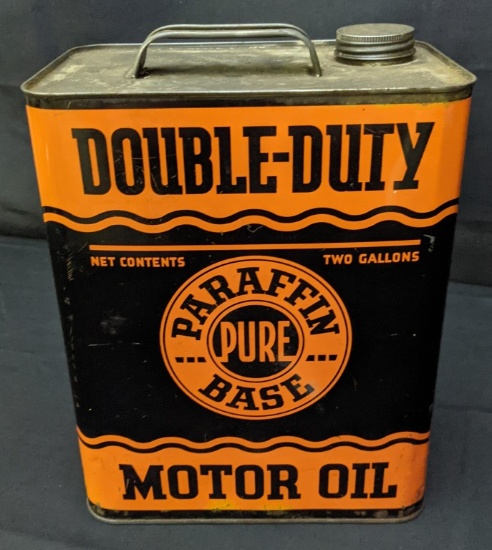 DOUBLE-DUTY
NET CONTENTS TWO GALLONS
PARAFFIN
... PURE ...
BASE
MOTOR OIL